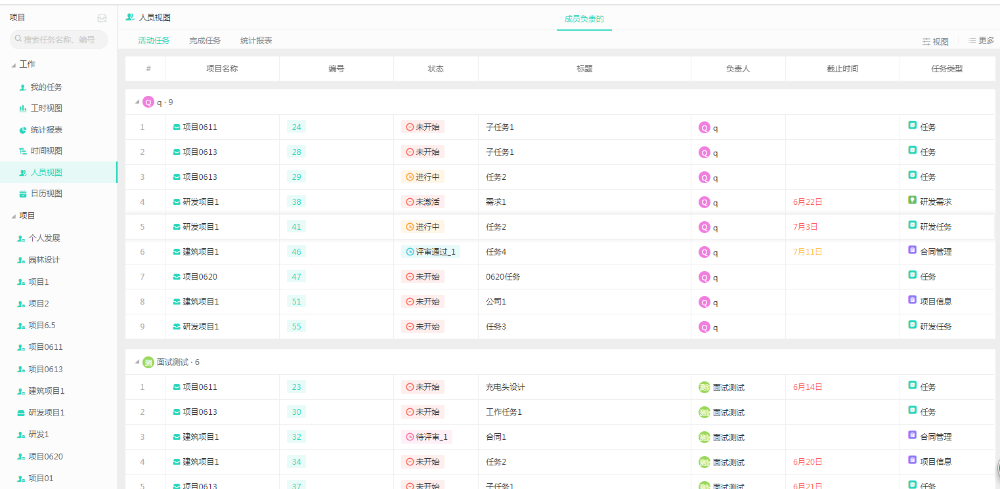 项目
搜索任务名称、编号
工作
我的任务
工时视图
统计报表
时间视图
人员视图
日历视图
项目
个人发展
园林设计
项目1
项目2
项目6.5
项目0611
项目0613
建筑项目1
研发项目1
研发1
项目0620
项目01
人员视图
成员负责的
活动任务 完成任务 统计报表 视图 更多
# 项目名称 编号 状态 标题 负责人 截止时间 任务类型
Q q · 9
1 项目0611 24 未开始 子任务1 Q q 任务
2 项目0613 28 未开始 子任务1 Q q 任务
3 项目0613 29 进行中 任务2 Q q 任务
4 研发项目1 38 未激活 需求1 Q q 6月22日 研发需求
5 研发项目1 41 进行中 任务2 Q q 7月3日 研发任务
6 建筑项目1 46 评审通过_1 任务4 Q q 7月11日 合同管理
7 项目0620 47 未开始 0620任务 Q q 任务
8 建筑项目1 51 未开始 公司1 Q q 项目信息
9 研发项目1 55 未开始 任务3 Q q 研发任务
测 面试测试 · 6
1 项目0611 23 未开始 充电头设计 测试 面试测试 6月14日 任务
2 项目0613 30 未开始 工作任务1 测试 面试测试 任务
3 建筑项目1 32 待评审_1 合同1 测试 面试测试 合同管理
4 建筑项目1 34 未开始 任务2 测试 面试测试 6月20日 项目信息
5 项目0613 37 未开始 子任务1 测试 面试测试 6月21日 任务